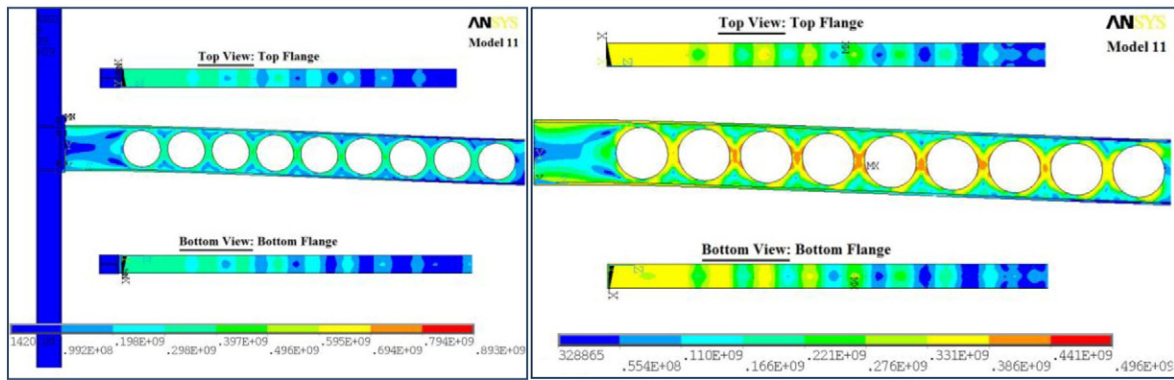 ANSYS
Model 11
Top View: Top Flange
Bottom View: Bottom Flange
1420
.992E+08
.198E+09
.298E+09
.397E+09
.496E+09
.595E+09
.694E+09
.794E+09
.893E+09
ANSYS
Model 11
Top View: Top Flange
X
Z
MX
Bottom View: Bottom Flange
X
328865
.554E+08
.110E+09
.166E+09
.221E+09
.276E+09
.331E+09
.386E+09
.441E+09
.496E+09